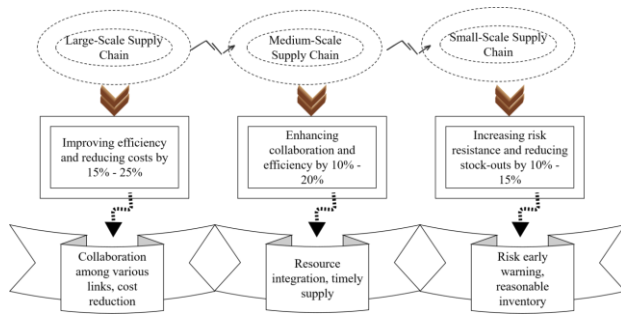 Large-Scale Supply
Chain
Medium-Scale
Supply Chain
Small-Scale Supply
Chain
Improving efficiency
and reducing costs by
15% - 25%
Enhancing
collaboration and
efficiency by 10% -
20%
Increasing risk
resistance and reducing
stock-outs by 10% -
15%
Collaboration
among various
links, cost
reduction
Resource
integration, timely
supply
Risk early
warning,
reasonable
inventory